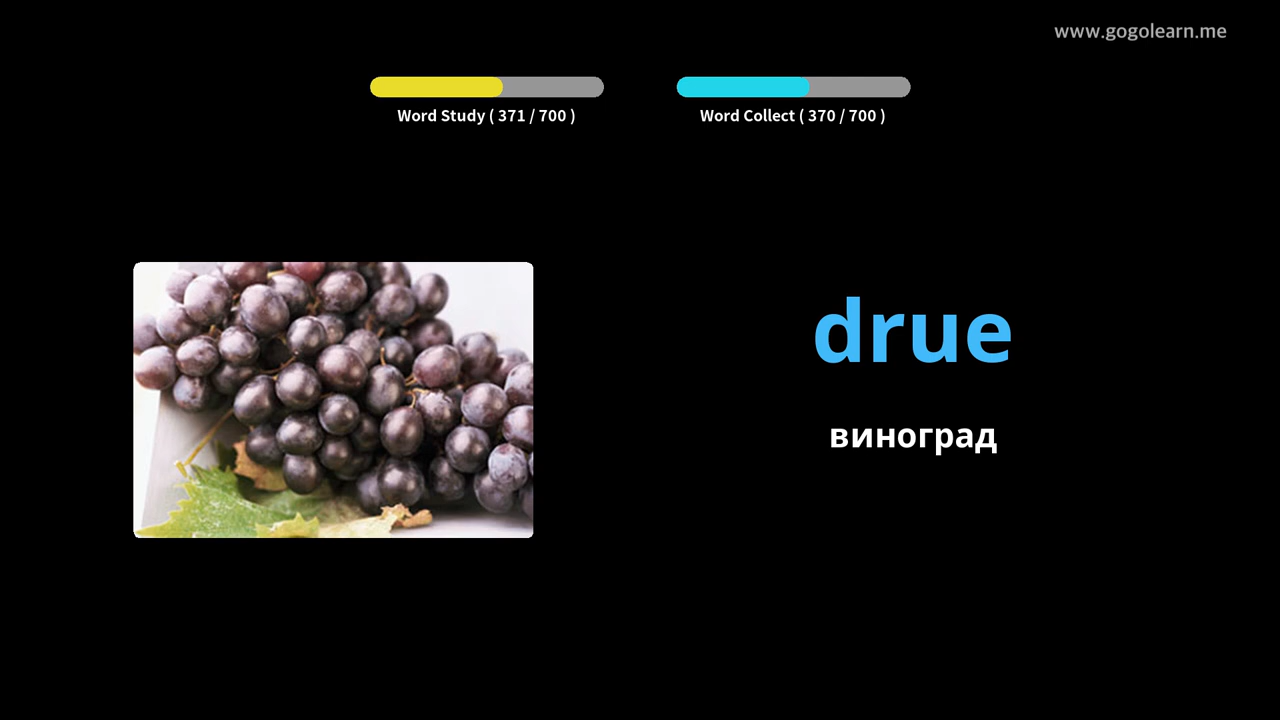 www.gogolearn.me
Word Study ( 371 / 700 )
Word Collect ( 370 / 700 )
drue
виноград